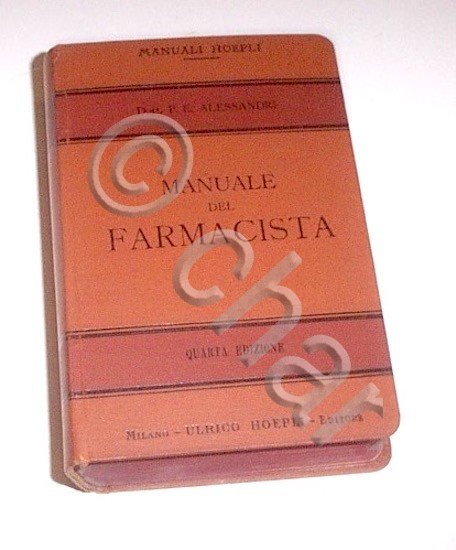 MANUALI HOEPLI
DOTT. P. E. ALESSANDRI
MANUALE
DEL
FARMACISTA
QUARTA EDIZIONE
MILANO - ULRICO HOEPLI - EDITORE
© char